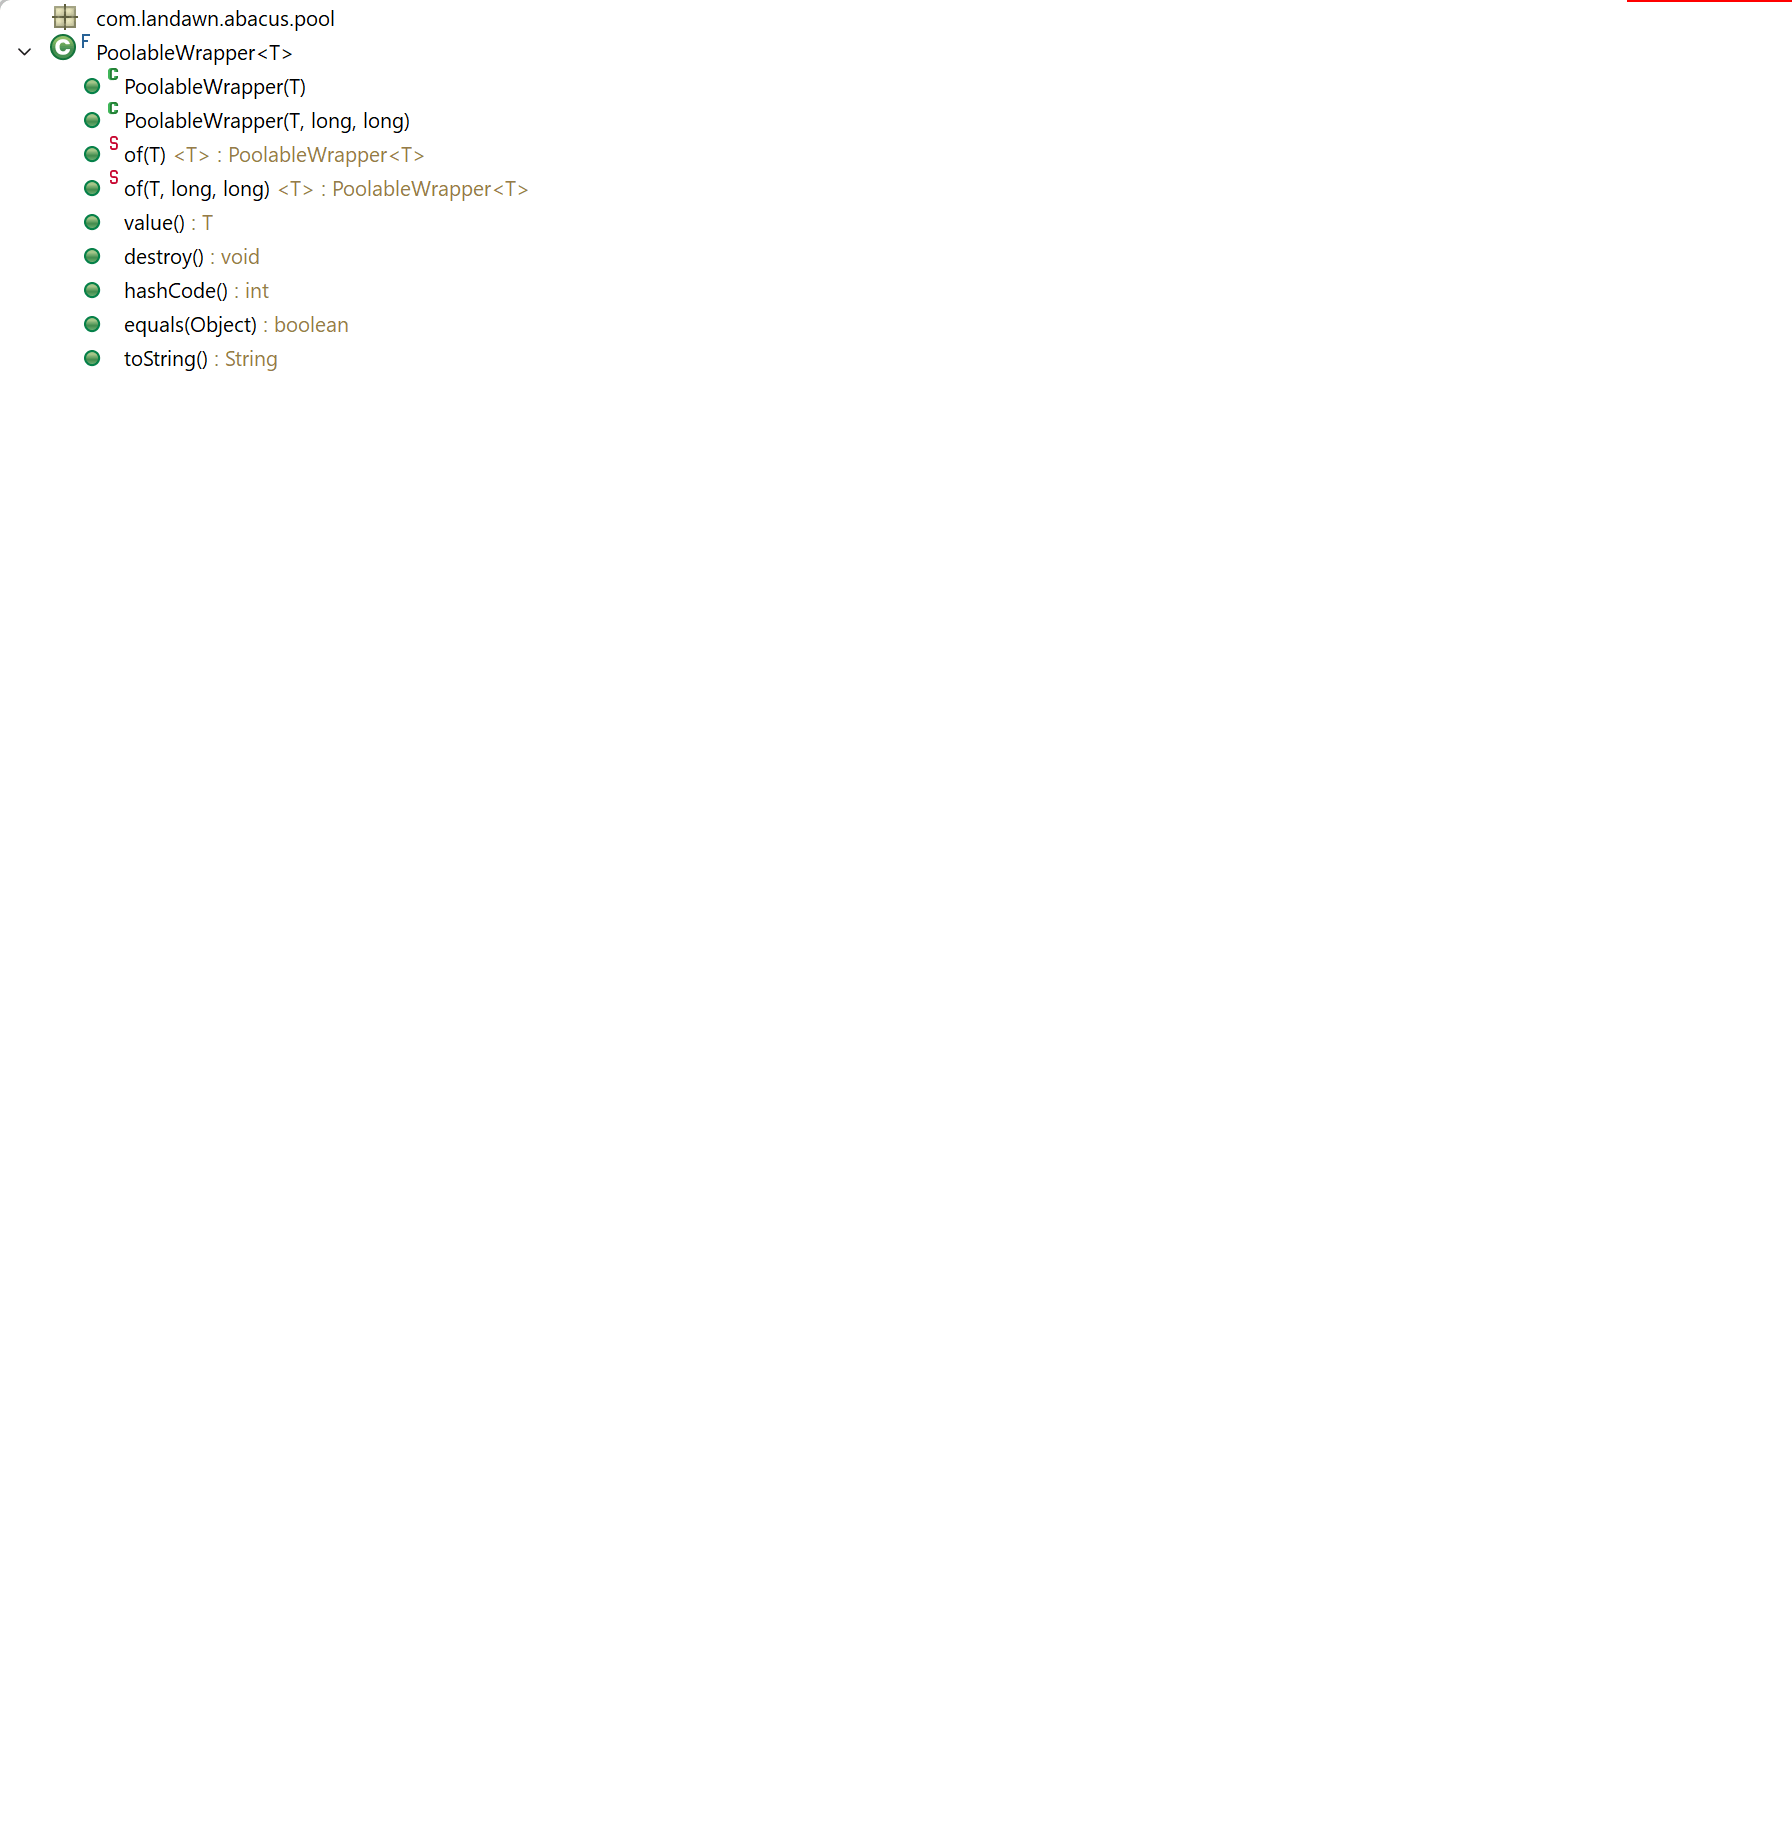 com.landawn.abacus.pool
PoolableWrapper<T>
PoolableWrapper(T)
PoolableWrapper(T, long, long)
of(T) <T> : PoolableWrapper<T>
of(T, long, long) <T> : PoolableWrapper<T>
value() : T
destroy() : void
hashCode() : int
equals(Object) : boolean
toString() : String